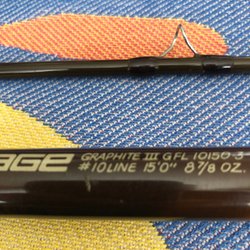 AGE GRAPHITE III GFL 10150-3
#10 LINE 15'0" 8 7/8 OZ.